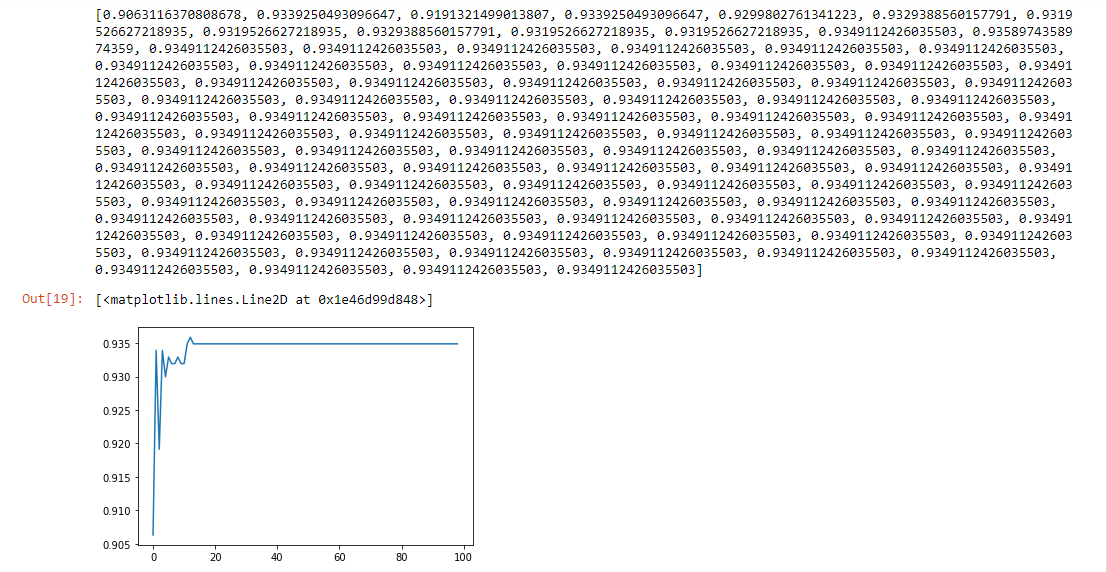 [0.9063116370808678, 0.9339250493096647, 0.9191321499013807, 0.9339250493096647, 0.9299802761341223, 0.9329388560157791, 0.9319
526627218935, 0.9319526627218935, 0.9329388560157791, 0.9319526627218935, 0.9319526627218935, 0.9349112426035503, 0.93589743589
74359, 0.9349112426035503, 0.9349112426035503, 0.9349112426035503, 0.9349112426035503, 0.9349112426035503, 0.9349112426035503,
0.9349112426035503, 0.9349112426035503, 0.9349112426035503, 0.9349112426035503, 0.9349112426035503, 0.9349112426035503, 0.93491
12426035503, 0.9349112426035503, 0.9349112426035503, 0.9349112426035503, 0.9349112426035503, 0.9349112426035503, 0.934911242603
5503, 0.9349112426035503, 0.9349112426035503, 0.9349112426035503, 0.9349112426035503, 0.9349112426035503, 0.9349112426035503,
0.9349112426035503, 0.9349112426035503, 0.9349112426035503, 0.9349112426035503, 0.9349112426035503, 0.9349112426035503, 0.93491
12426035503, 0.9349112426035503, 0.9349112426035503, 0.9349112426035503, 0.9349112426035503, 0.9349112426035503, 0.934911242603
5503, 0.9349112426035503, 0.9349112426035503, 0.9349112426035503, 0.9349112426035503, 0.9349112426035503, 0.9349112426035503,
0.9349112426035503, 0.9349112426035503, 0.9349112426035503, 0.9349112426035503, 0.9349112426035503, 0.9349112426035503, 0.93491
12426035503, 0.9349112426035503, 0.9349112426035503, 0.9349112426035503, 0.9349112426035503, 0.9349112426035503, 0.934911242603
5503, 0.9349112426035503, 0.9349112426035503, 0.9349112426035503, 0.9349112426035503, 0.9349112426035503, 0.9349112426035503,
0.9349112426035503, 0.9349112426035503, 0.9349112426035503, 0.9349112426035503, 0.9349112426035503, 0.9349112426035503, 0.93491
12426035503, 0.9349112426035503, 0.9349112426035503, 0.9349112426035503, 0.9349112426035503, 0.9349112426035503, 0.934911242603
5503, 0.9349112426035503, 0.9349112426035503, 0.9349112426035503, 0.9349112426035503, 0.9349112426035503, 0.9349112426035503,
0.9349112426035503, 0.9349112426035503, 0.9349112426035503, 0.9349112426035503]
Out[19]: [<matplotlib.lines.Line2D at 0x1e46d99d848>]
0.935
0.930
0.925
0.920
0.915
0.910
0.905
0 20 40 60 80 100